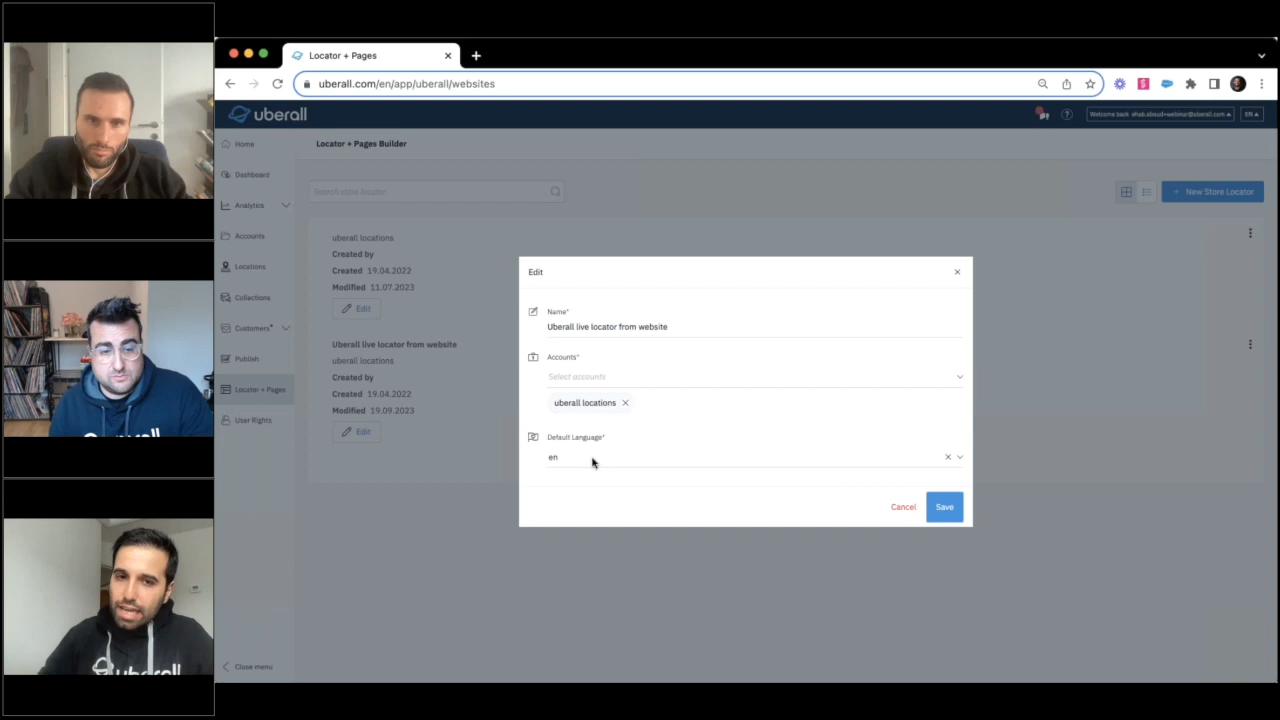 Locator + Pages
uberall.com/en/app/uberall/websites
uberall
Welcome back ehab.aboud+webinar@uberall.com
EN
Home
Locator + Pages Builder
Dashboard
Search store locator
+ New Store Locator
Analytics
Accounts
Locations
Collections
Customers*
Publish
Locator + Pages
User Rights
Close menu
uberall locations
Created by
Created 19.04.2022
Modified 11.07.2023
Edit
Uberall live locator from website
uberall locations
Created by
Created 19.04.2022
Modified 19.09.2023
Edit
Edit
Name*
Uberall live locator from website
Accounts*
Select accounts
uberall locations
Default Language*
en
Cancel
Save
uberall